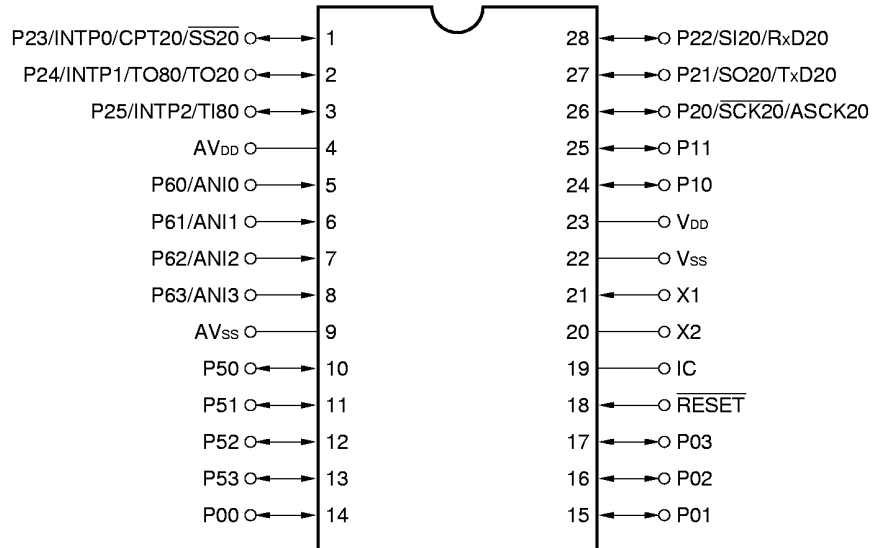 P23/INTP0/CPT20/SS20 1 28 P22/SI20/RxD20
P24/INTP1/TO80/TO20 2 27 P21/SO20/TxD20
P25/INTP2/TI80 3 26 P20/SCK20/ASCK20
AVDD 4 25 P11
P60/ANI0 5 24 P10
P61/ANI1 6 23 VDD
P62/ANI2 7 22 VSS
P63/ANI3 8 21 X1
AVSS 9 20 X2
P50 10 19 IC
P51 11 18 RESET
P52 12 17 P03
P53 13 16 P02
P00 14 15 P01